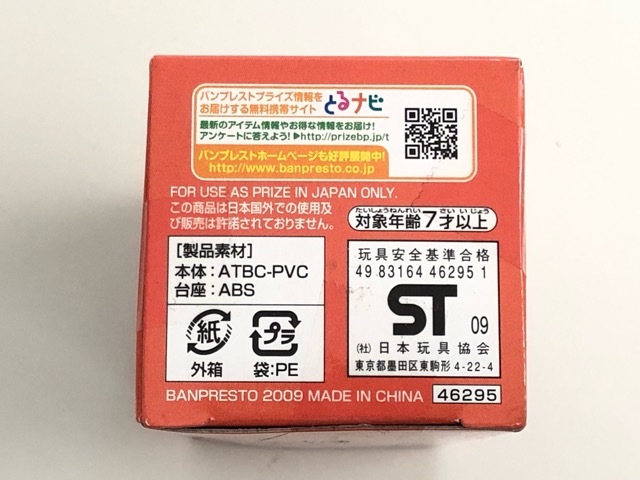 バンプレストプライズ情報を
お届けする無料携帯サイト とるナビ
最新のアイテム情報やお得な情報をお届け!
アンケートに答えよう!▶http://prizebp.jp/t
バンプレストホームページも好評展開中!
http://www.banpresto.co.jp
FOR USE AS PRIZE IN JAPAN ONLY.
この商品は日本国外での使用及
び販売は許諾されておりません。
たいしょうねんれい さいいじょう
対象年齢7才以上
[製品素材]
本体:ATBC-PVC
台座:ABS
紙
外箱
プラ
袋:PE
玩具安全基準合格
49 83164 46295 1
ST 09
(社)日本玩具協会
東京都墨田区東駒形4-22-4
BANPRESTO 2009 MADE IN CHINA 46295